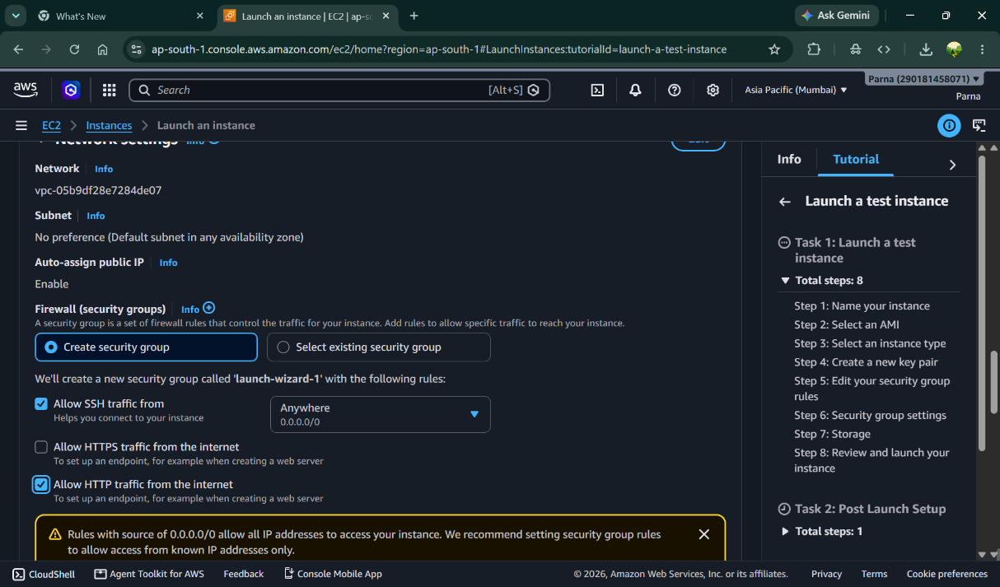 What's New
Launch an instance | EC2 | ap-sc
Ask Gemini
ap-south-1.console.aws.amazon.com/ec2/home?region=ap-south-1#LaunchInstances:tutorialId=launch-a-test-instance
aws
Search
[Alt+S]
Asia Pacific (Mumbai)
Parna (290181458071)
Parna
EC2
Instances
Launch an instance
Network settings
Info
Edit
Network
Info
vpc-05b9df28e7284de07
Subnet
Info
No preference (Default subnet in any availability zone)
Auto-assign public IP
Info
Enable
Firewall (security groups)
Info
A security group is a set of firewall rules that control the traffic for your instance. Add rules to allow specific traffic to reach your instance.
Create security group
Select existing security group
We'll create a new security group called 'launch-wizard-1' with the following rules:
Allow SSH traffic from
Helps you connect to your instance
Anywhere
0.0.0.0/0
Allow HTTPS traffic from the internet
To set up an endpoint, for example when creating a web server
Allow HTTP traffic from the internet
To set up an endpoint, for example when creating a web server
Rules with source of 0.0.0.0/0 allow all IP addresses to access your instance. We recommend setting security group rules
to allow access from known IP addresses only.
Info
Tutorial
Launch a test instance
Task 1: Launch a test
instance
Total steps: 8
Step 1: Name your instance
Step 2: Select an AMI
Step 3: Select an instance type
Step 4: Create a new key pair
Step 5: Edit your security group
rules
Step 6: Security group settings
Step 7: Storage
Step 8: Review and launch your
instance
Task 2: Post Launch Setup
Total steps: 1
CloudShell
Agent Toolkit for AWS
Feedback
Console Mobile App
© 2026, Amazon Web Services, Inc. or its affiliates.
Privacy
Terms
Cookie preferences